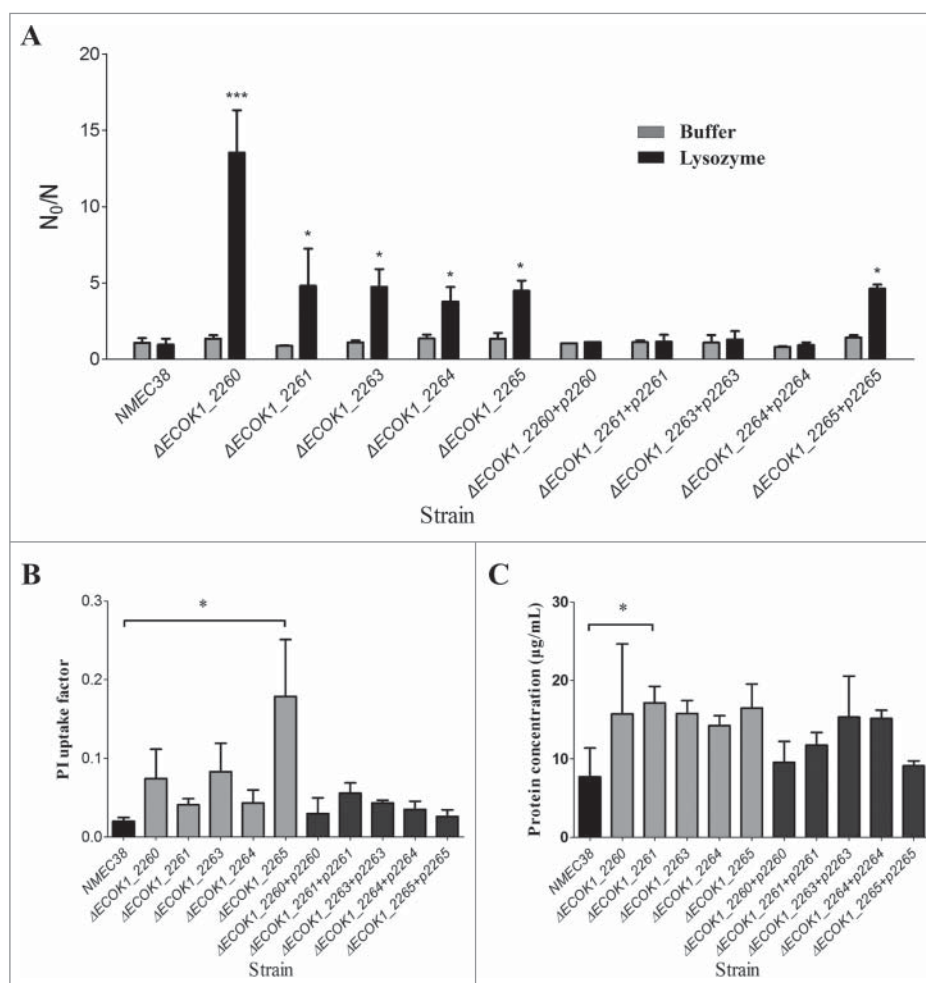 A
20
15
10
5
0
N0/N
***
*
*
*
*
*
Buffer
Lysozyme
NMEC38
ΔECOK1_2260
ΔECOK1_2261
ΔECOK1_2263
ΔECOK1_2264
ΔECOK1_2265
ΔECOK1_2260+p2260
ΔECOK1_2261+p2261
ΔECOK1_2263+p2263
ΔECOK1_2264+p2264
ΔECOK1_2265+p2265
Strain
B
0.3
0.2
0.1
0.0
PI uptake factor
*
NMEC38
ΔECOK1_2260
ΔECOK1_2261
ΔECOK1_2263
ΔECOK1_2264
ΔECOK1_2265
ΔECOK1_2260+p2260
ΔECOK1_2261+p2261
ΔECOK1_2263+p2263
ΔECOK1_2264+p2264
ΔECOK1_2265+p2265
Strain
C
30
20
10
0
Protein concentration (µg/mL)
*
NMEC38
ΔECOK1_2260
ΔECOK1_2261
ΔECOK1_2263
ΔECOK1_2264
ΔECOK1_2265
ΔECOK1_2260+p2260
ΔECOK1_2261+p2261
ΔECOK1_2263+p2263
ΔECOK1_2264+p2264
ΔECOK1_2265+p2265
Strain